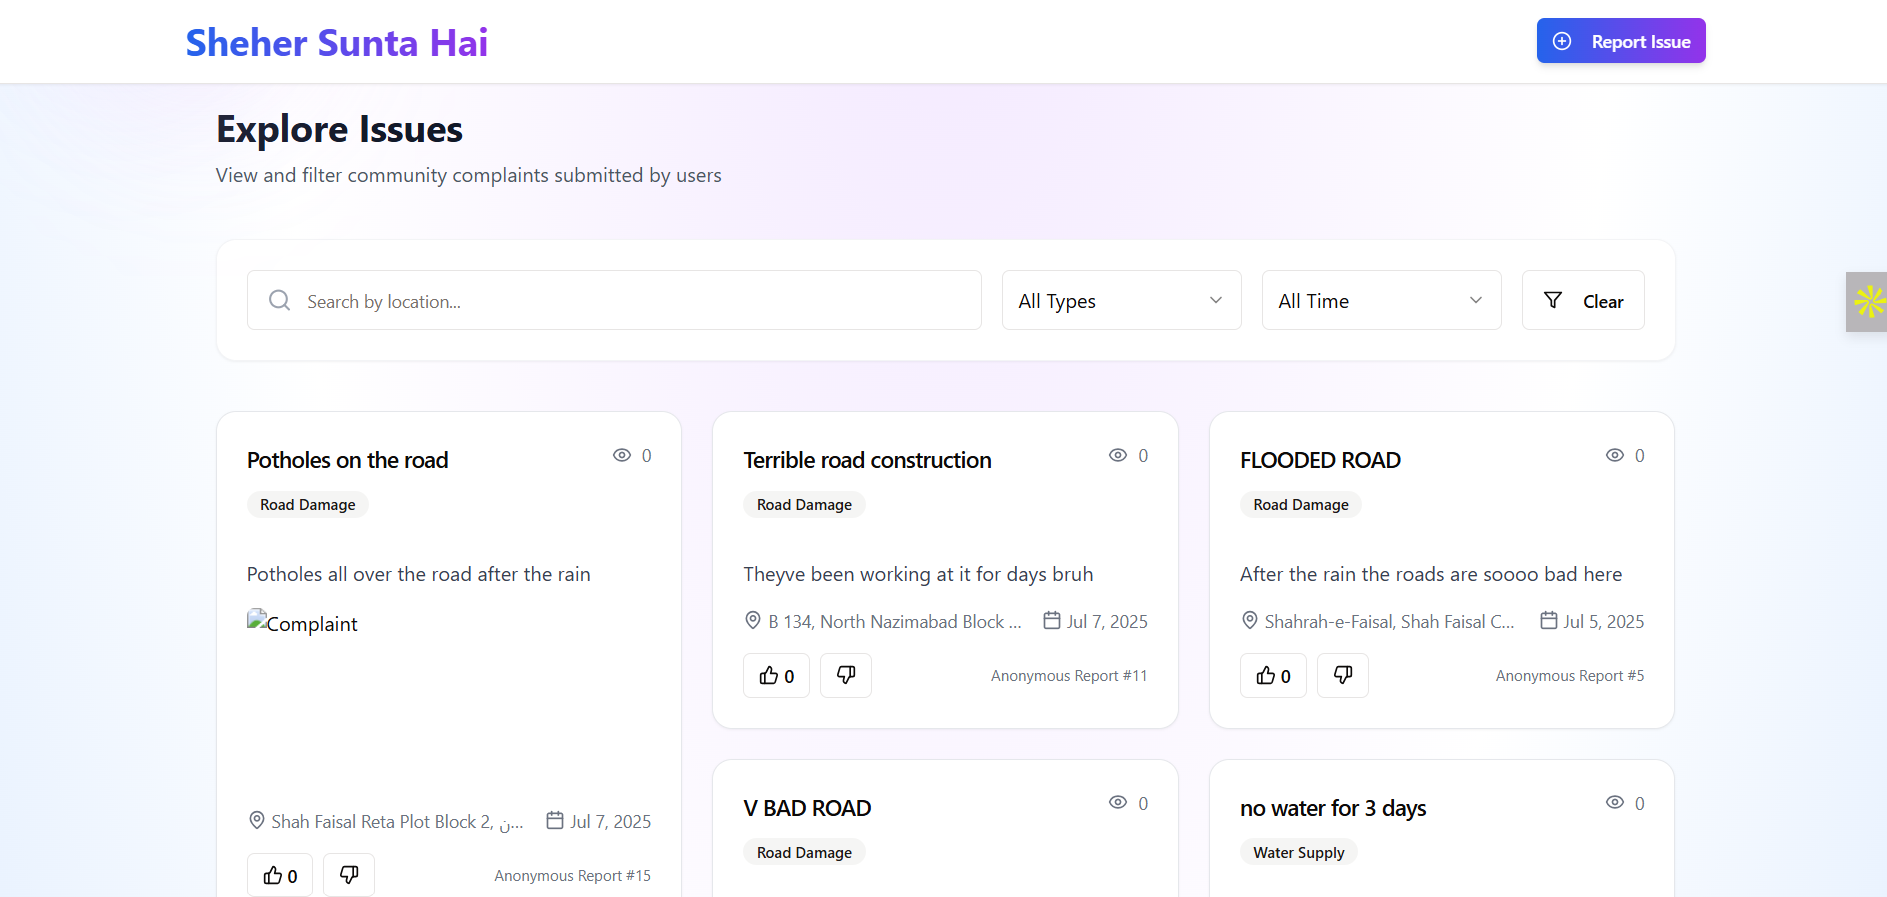 Sheher Sunta Hai
Report Issue
Explore Issues
View and filter community complaints submitted by users
Search by location...
All Types
All Time
Clear
Potholes on the road
0
Road Damage
Potholes all over the road after the rain
Complaint
Shah Faisal Reta Plot Block 2, ن...
Jul 7, 2025
0
Anonymous Report #15
Terrible road construction
0
Road Damage
Theyve been working at it for days bruh
B 134, North Nazimabad Block ...
Jul 7, 2025
0
Anonymous Report #11
FLOODED ROAD
0
Road Damage
After the rain the roads are soooo bad here
Shahrah-e-Faisal, Shah Faisal C...
Jul 5, 2025
0
Anonymous Report #5
V BAD ROAD
0
Road Damage
no water for 3 days
0
Water Supply